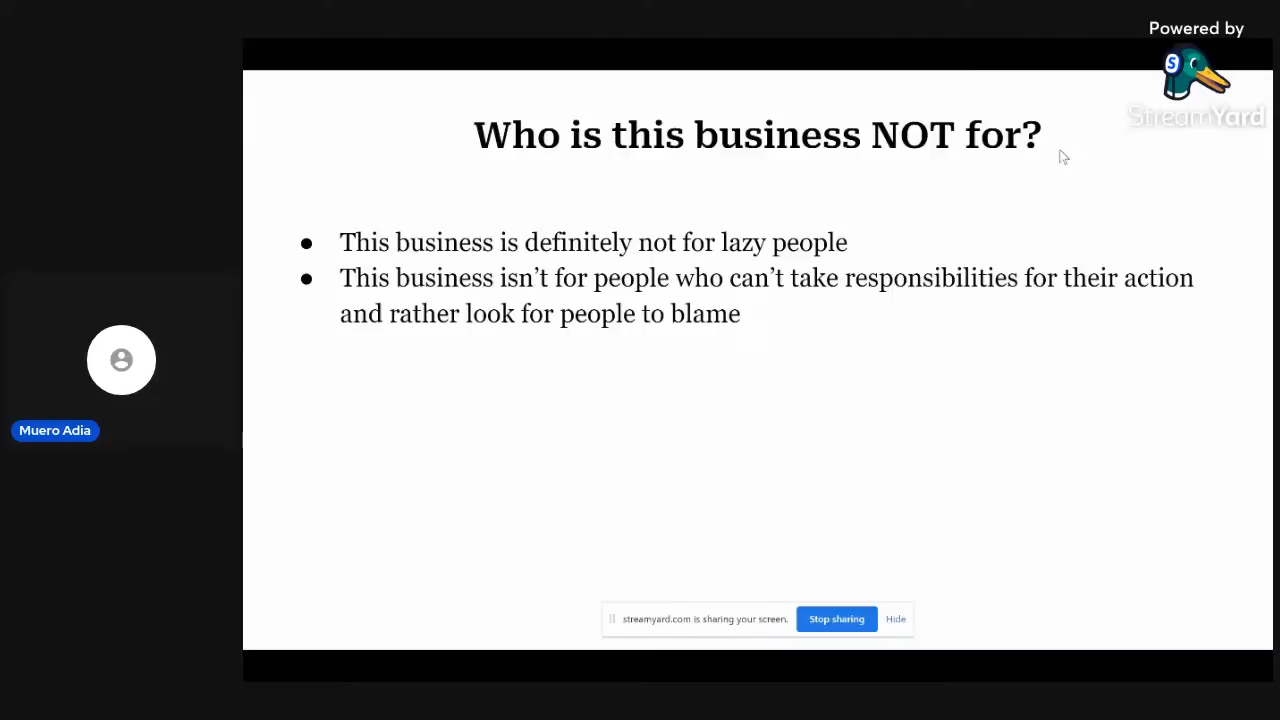 Powered by
StreamYard
Who is this business NOT for?
● This business is definitely not for lazy people
● This business isn’t for people who can’t take responsibilities for their action
and rather look for people to blame
Muero Adia
streamyard.com is sharing your screen. Stop sharing Hide